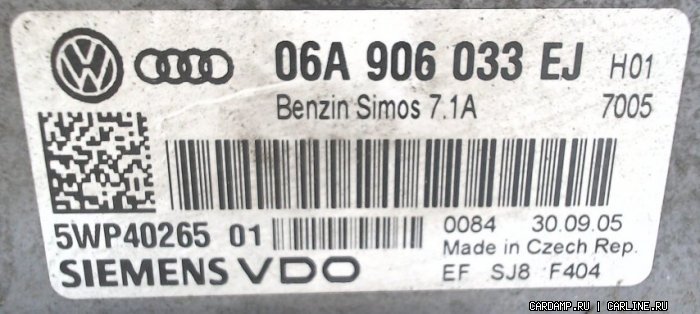 06A 906 033 EJ H01
Benzin Simos 7.1A 7005
5WP40265 01
0084 30.09.05
Made in Czech Rep.
SIEMENS VDO
EF SJ8 F404
CARDAMP.RU | CARLINE.RU